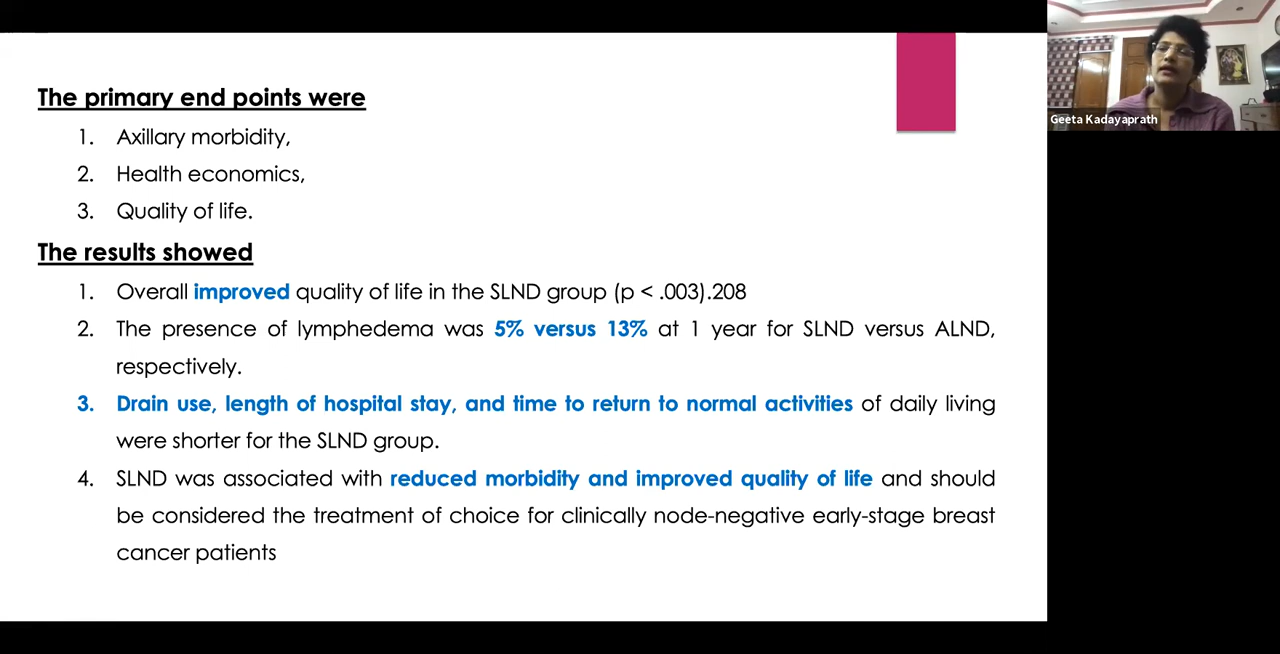 The primary end points were
1. Axillary morbidity,
2. Health economics,
3. Quality of life.
The results showed
1. Overall improved quality of life in the SLND group (p < .003).208
2. The presence of lymphedema was 5% versus 13% at 1 year for SLND versus ALND,
respectively.
3. Drain use, length of hospital stay, and time to return to normal activities of daily living
were shorter for the SLND group.
4. SLND was associated with reduced morbidity and improved quality of life and should
be considered the treatment of choice for clinically node-negative early-stage breast
cancer patients
Geeta Kadayaprath